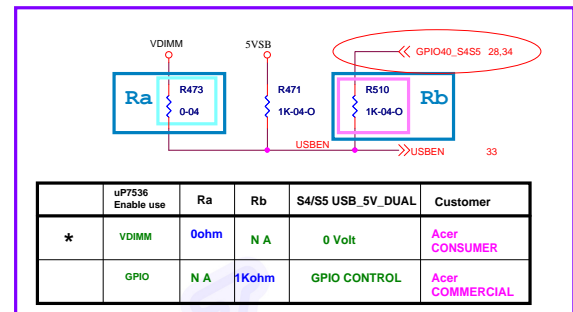 VDIMM
5VSB
GPIO40_S4S5 28,34
Ra
R473
0-04
R471
1K-04-O
R510
1K-04-O
Rb
USBEN
USBEN 33
uP7536 Enable use
Ra
Rb
S4/S5 USB_5V_DUAL
Customer
*
VDIMM
0ohm
N A
0 Volt
Acer CONSUMER
GPIO
N A
1Kohm
GPIO CONTROL
Acer COMMERCIAL